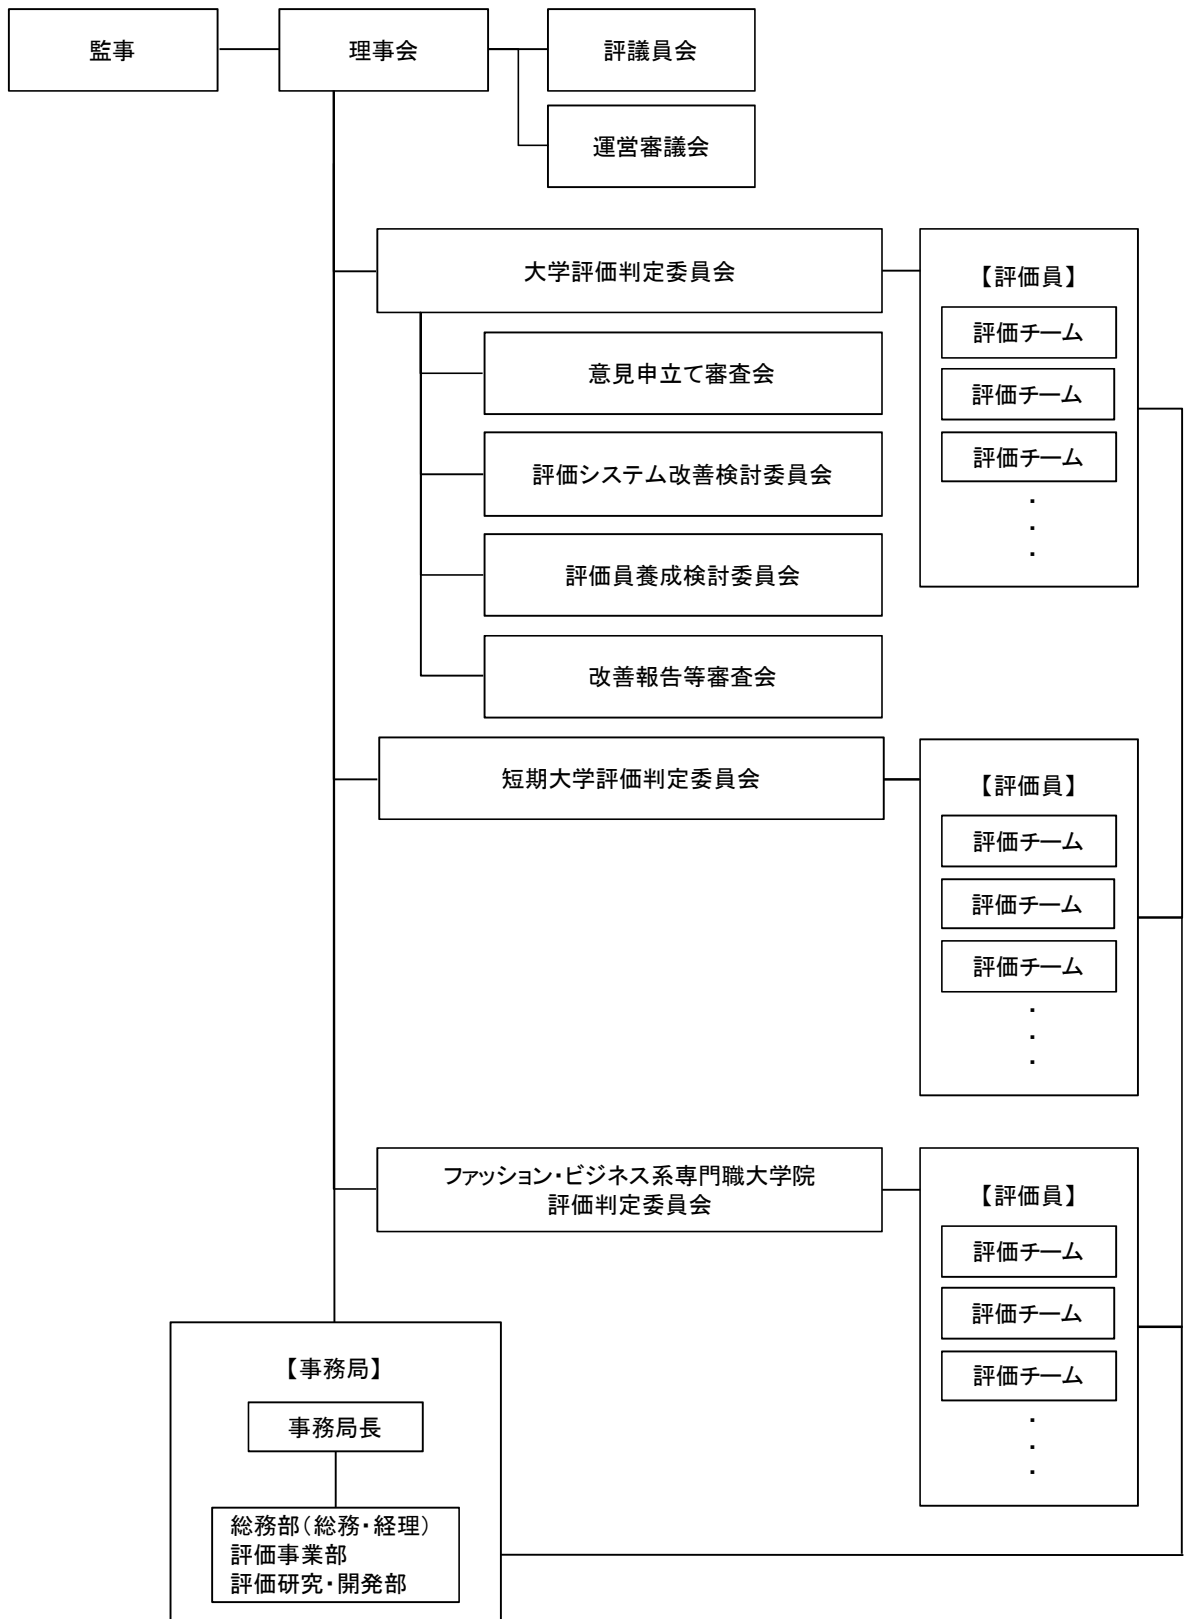 監事
理事会
評議員会
運営審議会
大学評価判定委員会
【評価員】
評価チーム
評価チーム
評価チーム
・
・
・
意見申立て審査会
評価システム改善検討委員会
評価員養成検討委員会
改善報告等審査会
短期大学評価判定委員会
【評価員】
評価チーム
評価チーム
評価チーム
・
・
・
ファッション・ビジネス系専門職大学院
評価判定委員会
【評価員】
評価チーム
評価チーム
評価チーム
・
・
・
【事務局】
事務局長
総務部(総務・経理)
評価事業部
評価研究・開発部